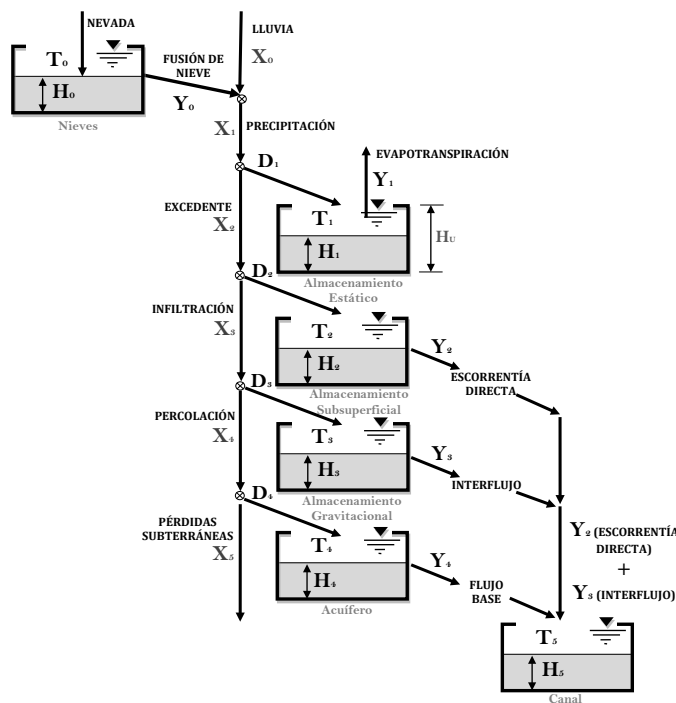 NEVADA
LLUVIA
X₀
T₀
FUSIÓN DE
NIEVE
H₀
Y₀
Nieves
X₁
PRECIPITACIÓN
D₁
EVAPOTRANSPIRACIÓN
Y₁
EXCEDENTE
X₂
T₁
H₁
Hᴜ
Almacenamiento
Estático
D₂
INFILTRACIÓN
X₃
T₂
H₂
Y₂
ESCORRENTÍA
DIRECTA
Almacenamiento
Subsuperficial
D₃
PERCOLACIÓN
X₄
T₃
H₃
Y₃
INTERFLUJO
Almacenamiento
Gravitacional
D₄
PÉRDIDAS
SUBTERRÁNEAS
X₅
T₄
H₄
Y₄
FLUJO
BASE
Acuífero
Y₂ (ESCORRENTÍA
DIRECTA)
+
Y₃ (INTERFLUJO)
T₅
H₅
Canal